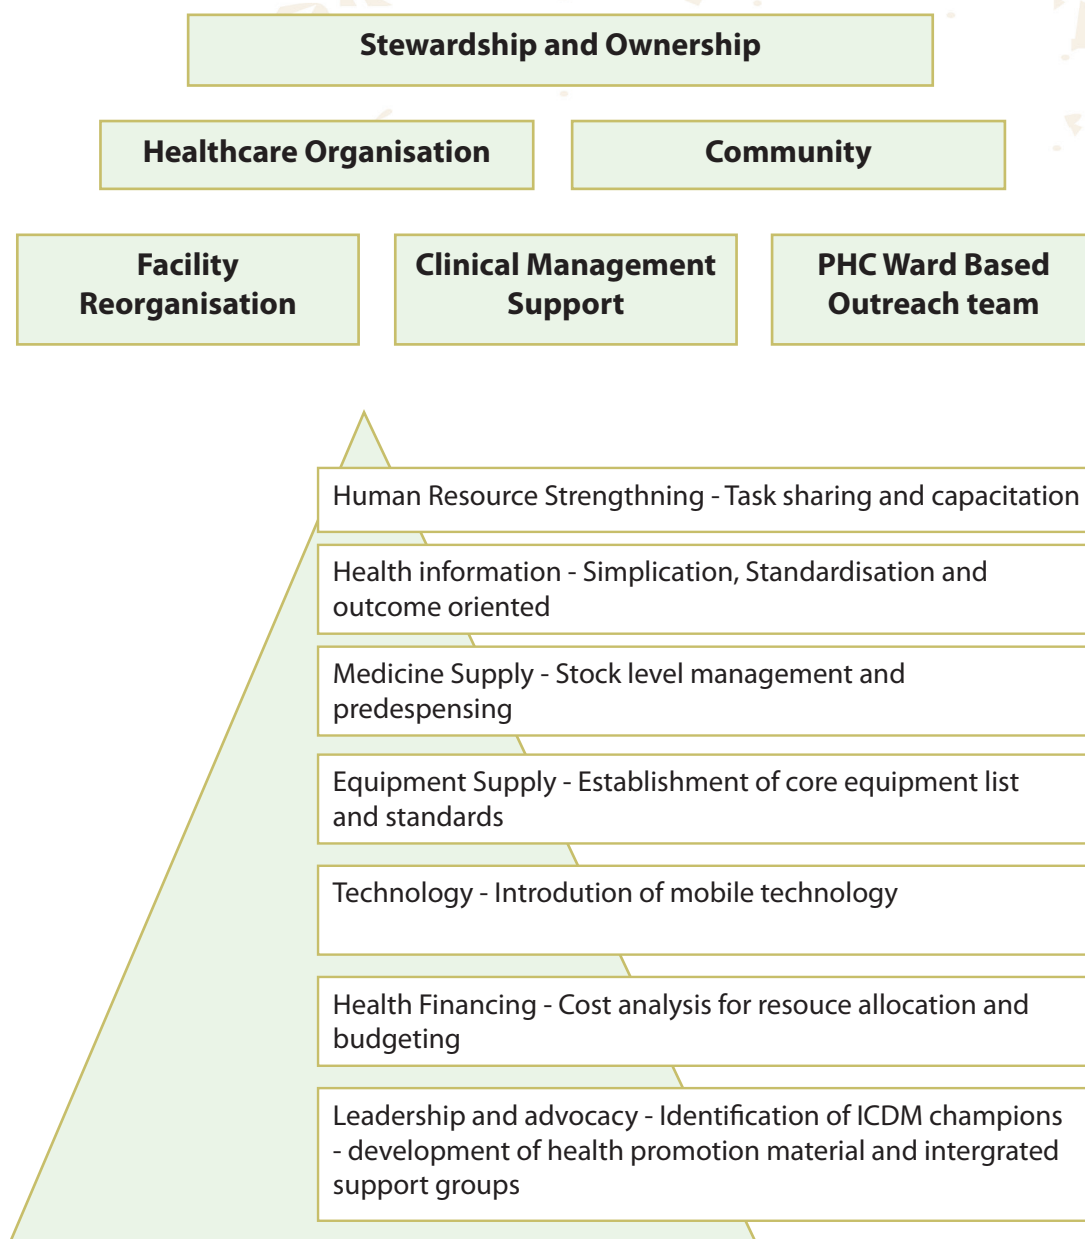 Stewardship and Ownership
Healthcare Organisation
Community
Facility
Reorganisation
Clinical Management
Support
PHC Ward Based
Outreach team
Human Resource Strengthning - Task sharing and capacitation
Health information - Simplication, Standardisation and
outcome oriented
Medicine Supply - Stock level management and
predespensing
Equipment Supply - Establishment of core equipment list
and standards
Technology - Introdution of mobile technology
Health Financing - Cost analysis for resouce allocation and
budgeting
Leadership and advocacy - Identification of ICDM champions
- development of health promotion material and intergrated
support groups